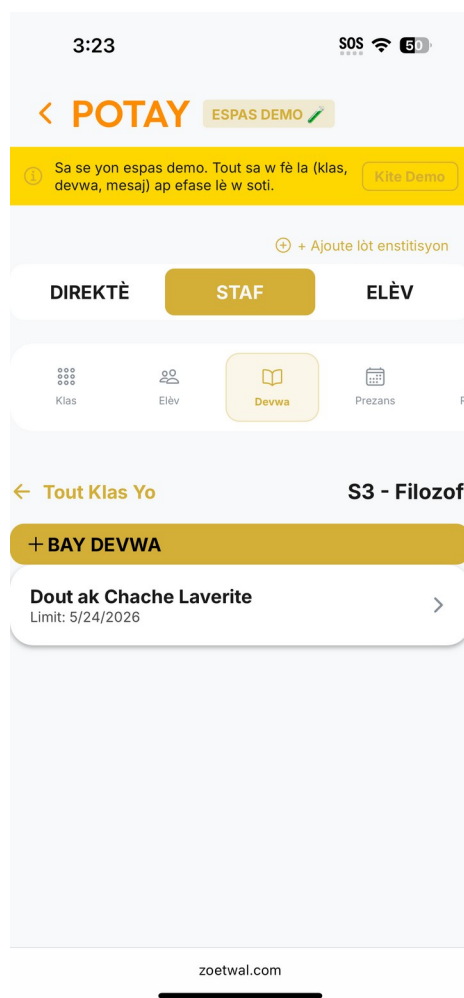 3:23
SOS
50
POTAY
ESPAS DEMO
Sa se yon espas demo. Tout sa w fè la (klas,
devwa, mesaj) ap efase lè w soti.
Kite Demo
+ Ajoute lòt enstitisyon
DIREKTÈ
STAF
ELÈV
Klas
Elèv
Devwa
Prezans
← Tout Klas Yo
S3 - Filozof
+ BAY DEVWA
Dout ak Chache Laverite
Limit: 5/24/2026
zoetwal.com